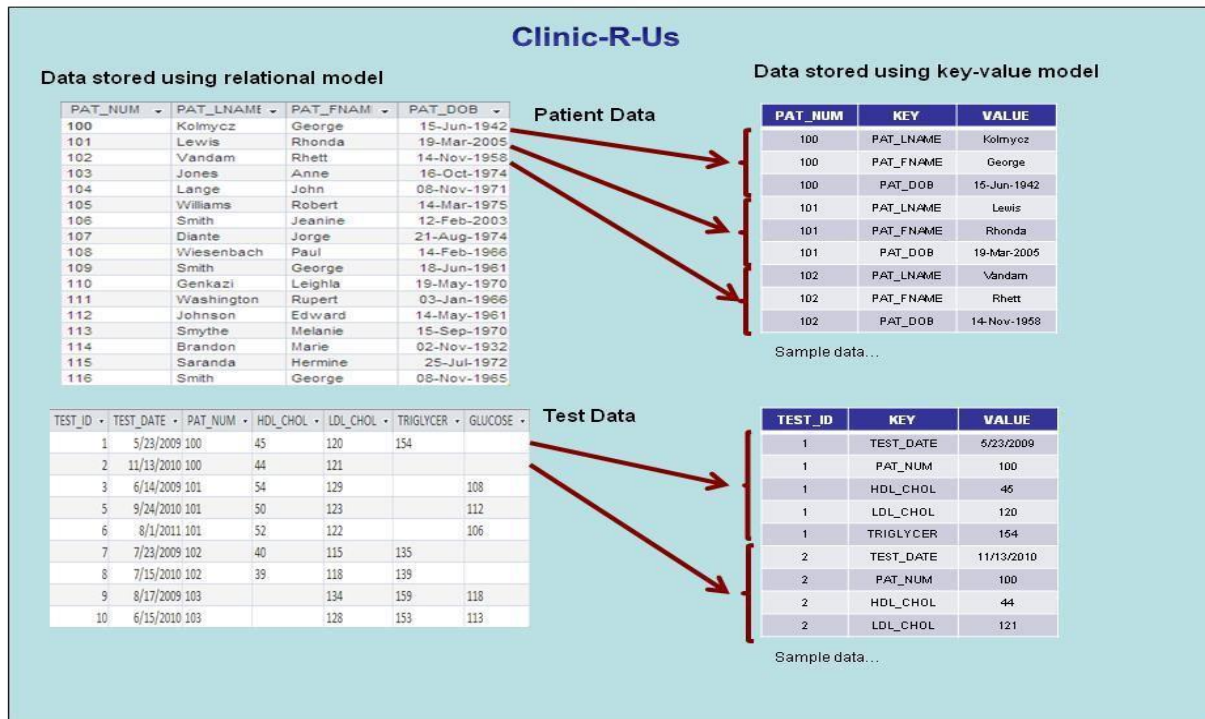 Clinic-R-Us
Data stored using relational model
PAT_NUM PAT_LNAME PAT_FNAM PAT_DOB
100 Kolmycz George 15-Jun-1942
101 Lewis Rhonda 19-Mar-2005
102 Vandam Rhett 14-Nov-1958
103 Jones Anne 16-Oct-1974
104 Lange John 08-Nov-1971
105 Williams Robert 14-Mar-1975
106 Smith Jeanine 12-Feb-2003
107 Diante Jorge 21-Aug-1974
108 Wiesenbach Paul 14-Feb-1966
109 Smith George 18-Jun-1961
110 Genkazi Leighla 19-May-1970
111 Washington Rupert 03-Jan-1966
112 Johnson Edward 14-May-1961
113 Smythe Melanie 15-Sep-1970
114 Brandon Marie 02-Nov-1932
115 Saranda Hermine 25-Jul-1972
116 Smith George 08-Nov-1965
Patient Data
Data stored using key-value model
PAT_NUM KEY VALUE
100 PAT_LNAME Kolmycz
100 PAT_FNAME George
100 PAT_DOB 15-Jun-1942
101 PAT_LNAME Lewis
101 PAT_FNAME Rhonda
101 PAT_DOB 19-Mar-2005
102 PAT_LNAME Vandam
102 PAT_FNAME Rhett
102 PAT_DOB 14-Nov-1958
Sample data...
TEST_ID TEST_DATE PAT_NUM HDL_CHOL LDL_CHOL TRIGLYCER GLUCOSE
1 5/23/2009 100 45 120 154
2 11/13/2010 100 44 121
3 6/14/2009 101 54 129 108
5 9/24/2010 101 50 123 112
6 8/1/2011 101 52 122 106
7 7/23/2009 102 40 115 135
8 7/15/2010 102 39 118 139
9 8/17/2009 103 134 159 118
10 6/15/2010 103 128 153 113
Test Data
TEST_ID KEY VALUE
1 TEST_DATE 5/23/2009
1 PAT_NUM 100
1 HDL_CHOL 45
1 LDL_CHOL 120
1 TRIGLYCER 154
2 TEST_DATE 11/13/2010
2 PAT_NUM 100
2 HDL_CHOL 44
2 LDL_CHOL 121
Sample data...